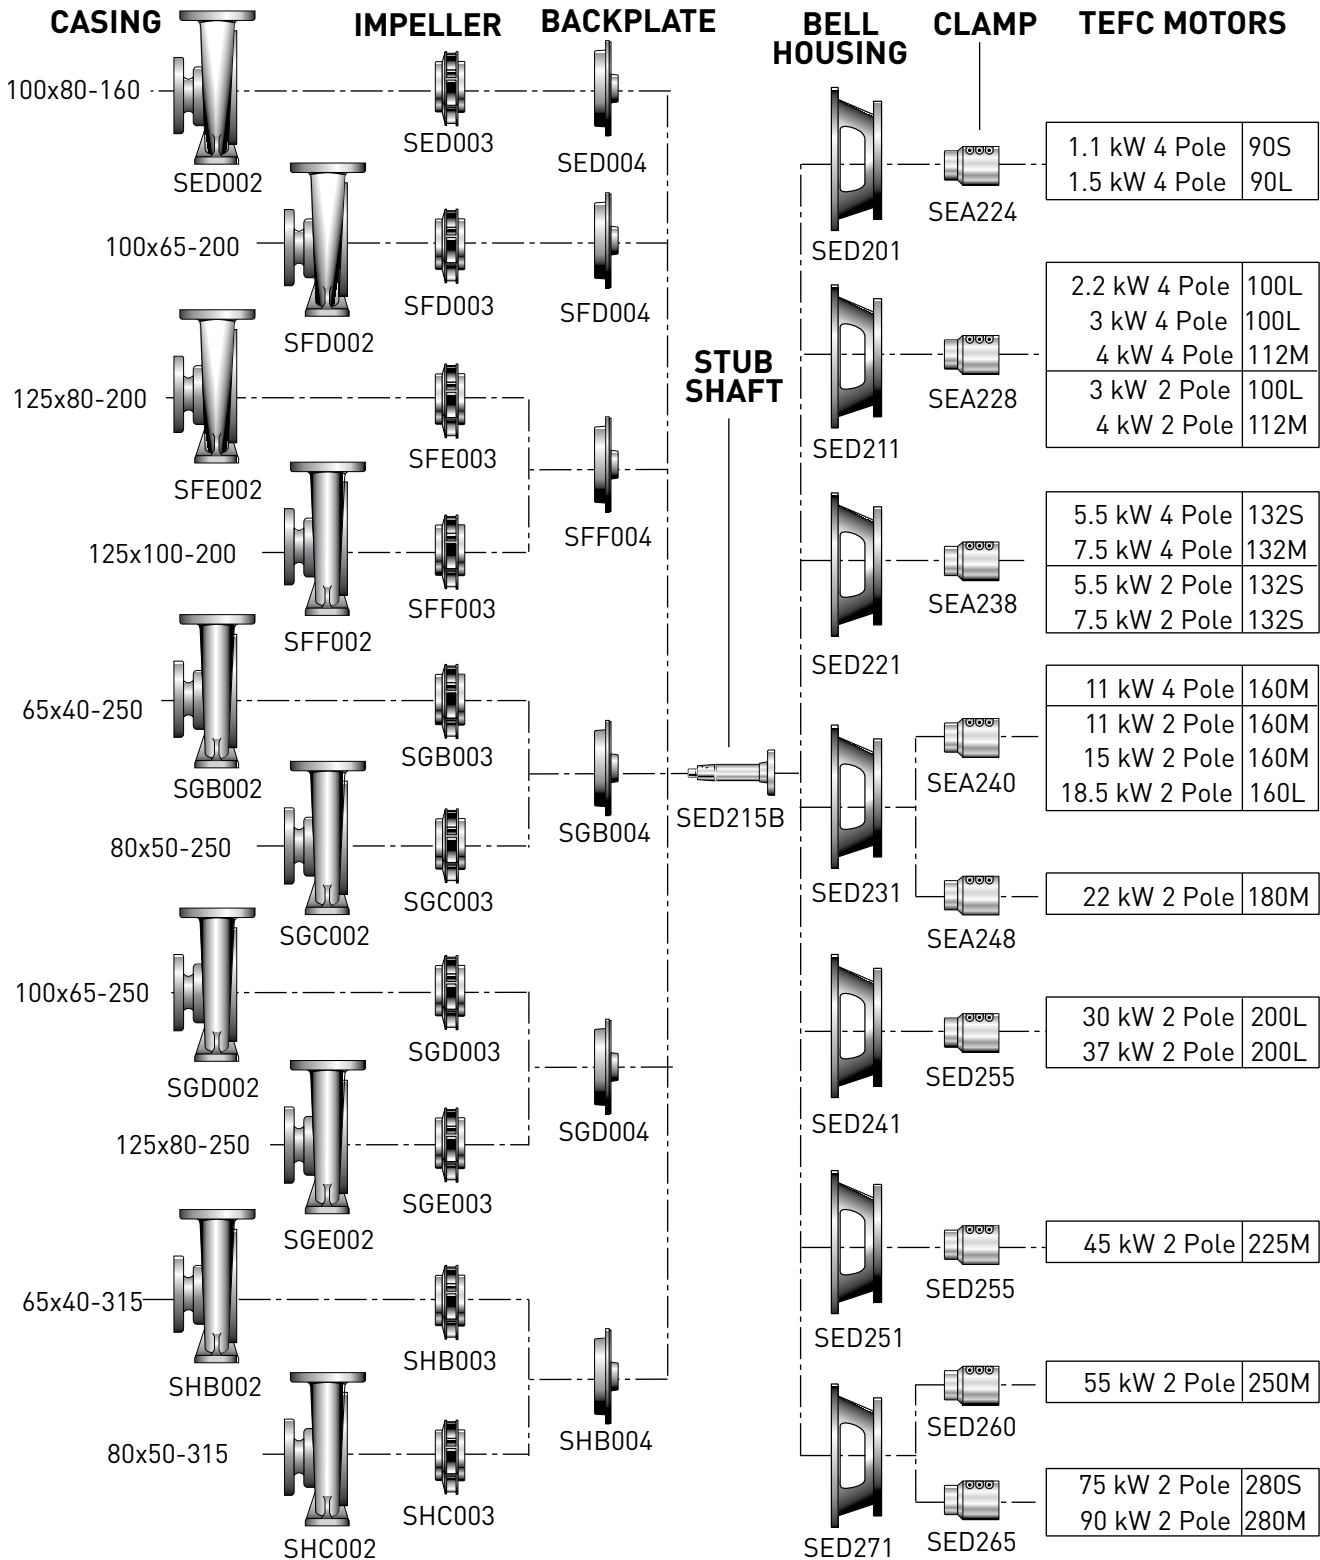 CASING
IMPELLER
BACKPLATE
BELL
HOUSING
CLAMP
TEFC MOTORS
100x80-160
SED002
SED003
SED004
100x65-200
SFD002
SFD003
SFD004
125x80-200
SFE002
SFE003
SFF004
125x100-200
SFF002
SFF003
65x40-250
SGB002
SGB003
SGB004
80x50-250
SGC002
SGC003
100x65-250
SGD002
SGD003
SGD004
125x80-250
SGE002
SGE003
65x40-315
SHB002
SHB003
SHB004
80x50-315
SHC002
SHC003
STUB
SHAFT
SED215B
SED201
SEA224
1.1 kW 4 Pole 90S
1.5 kW 4 Pole 90L
SED211
SEA228
2.2 kW 4 Pole 100L
3 kW 4 Pole 100L
4 kW 4 Pole 112M
3 kW 2 Pole 100L
4 kW 2 Pole 112M
SED221
SEA238
5.5 kW 4 Pole 132S
7.5 kW 4 Pole 132M
5.5 kW 2 Pole 132S
7.5 kW 2 Pole 132S
SED231
SEA240
11 kW 4 Pole 160M
11 kW 2 Pole 160M
15 kW 2 Pole 160M
18.5 kW 2 Pole 160L
SEA248
22 kW 2 Pole 180M
SED241
SED255
30 kW 2 Pole 200L
37 kW 2 Pole 200L
SED251
SED255
45 kW 2 Pole 225M
SED271
SED260
55 kW 2 Pole 250M
SED265
75 kW 2 Pole 280S
90 kW 2 Pole 280M